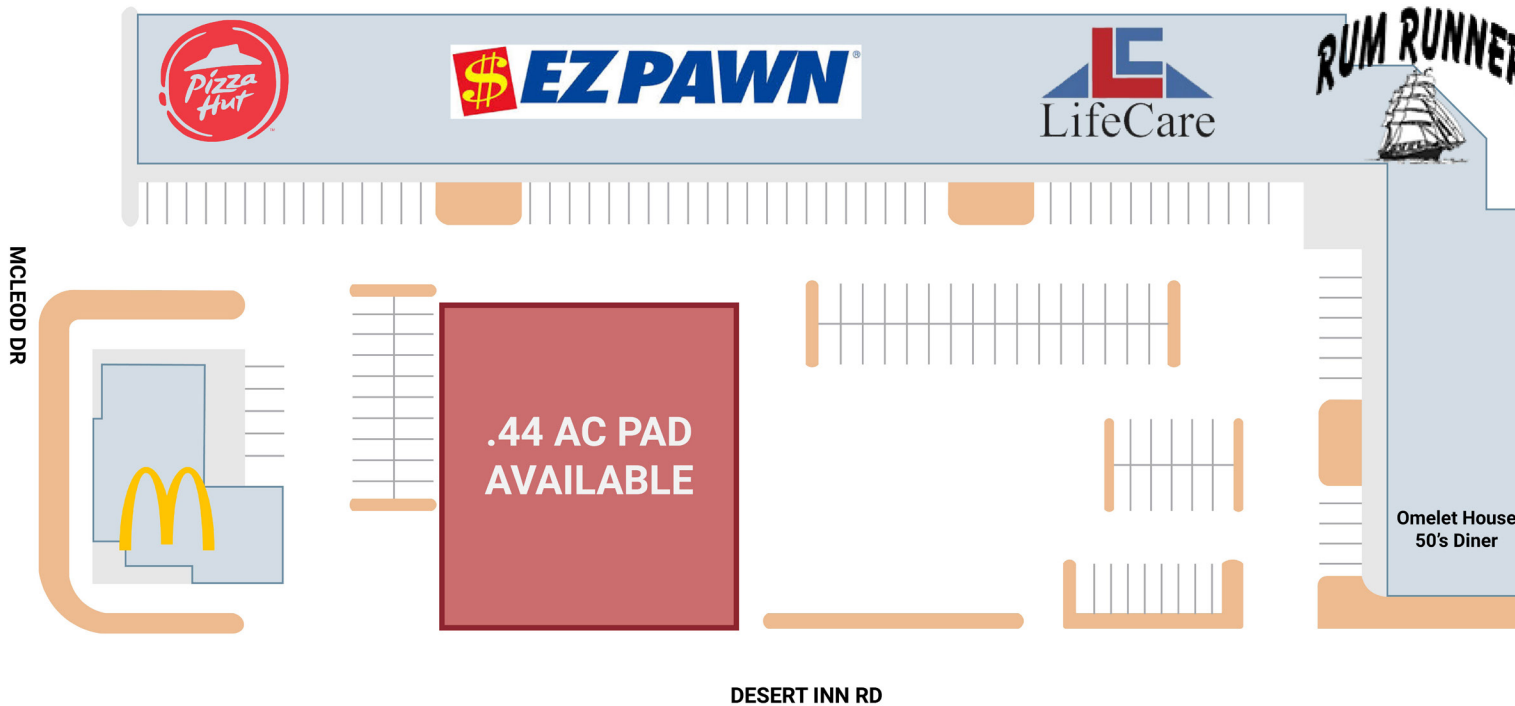 Pizza
Hut
$ EZ PAWN®
LC
LifeCare
RUM RUNNER
MCLEOD DR
.44 AC PAD
AVAILABLE
Omelet House
50's Diner
DESERT INN RD